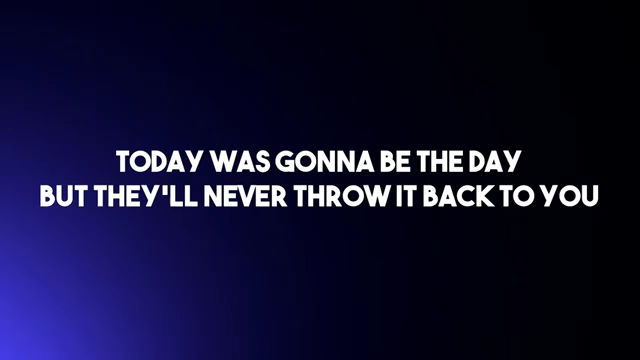 TODAY WAS GONNA BE THE DAY
BUT THEY'LL NEVER THROW IT BACK TO YOU